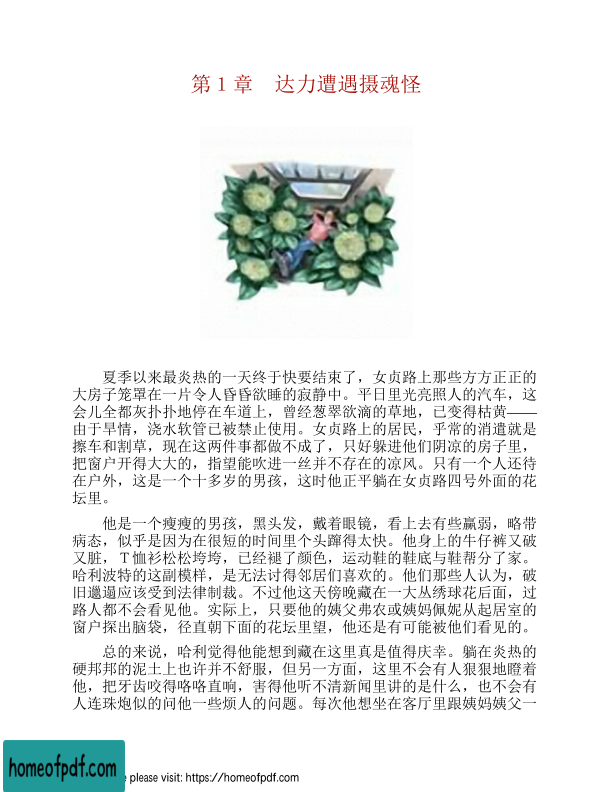 第1章　达力遭遇摄魂怪
夏季以来最炎热的一天终于快要结束了，女贞路上那些方方正正的
大房子笼罩在一片令人昏昏欲睡的寂静中。平日里光亮照人的汽车，这
会儿全都灰扑扑地停在车道上，曾经葱翠欲滴的草地，已变得枯黄——
由于旱情，浇水软管已被禁止使用。女贞路上的居民，乎常的消遣就是
擦车和割草，现在这两件事都做不成了，只好躲进他们阴凉的房子里，
把窗户开得大大的，指望能吹进一丝并不存在的凉风。只有一个人还待
在户外，这是一个十多岁的男孩，这时他正平躺在女贞路四号外面的花
坛里。
他是一个瘦瘦的男孩，黑头发，戴着眼镜，看上去有些赢弱，略带
病态，似乎是因为在很短的时间里个头蹿得太快。他身上的牛仔裤又破
又脏，T恤衫松松垮垮，已经褪了颜色，运动鞋的鞋底与鞋帮分了家。
哈利波特的这副模样，是无法讨得邻居们喜欢的。他们那些人认为，破
旧邋遢应该受到法律制裁。不过他这天傍晚藏在一大丛绣球花后面，过
路人都不会看见他。实际上，只要他的姨父弗农或姨妈佩妮从起居室的
窗户探出脑袋，径直朝下面的花坛里望，他还是有可能被他们看见的。
总的来说，哈利觉得他能想到藏在这里真是值得庆幸。躺在炎热的
硬邦邦的泥土上也许并不舒服，但另一方面，这里不会有人狠狠地瞪着
他，把牙齿咬得咯咯直响，害得他听不清新闻里讲的是什么，也不会有
人连珠炮似的问他一些烦人的问题。每次他想坐在客厅里跟姨妈姨父一
homeofpdf.com
e please visit: https://homeofpdf.com